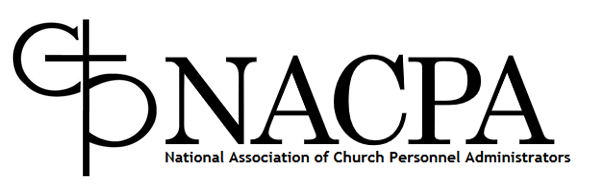 NACPA
National Association of Church Personnel Administrators